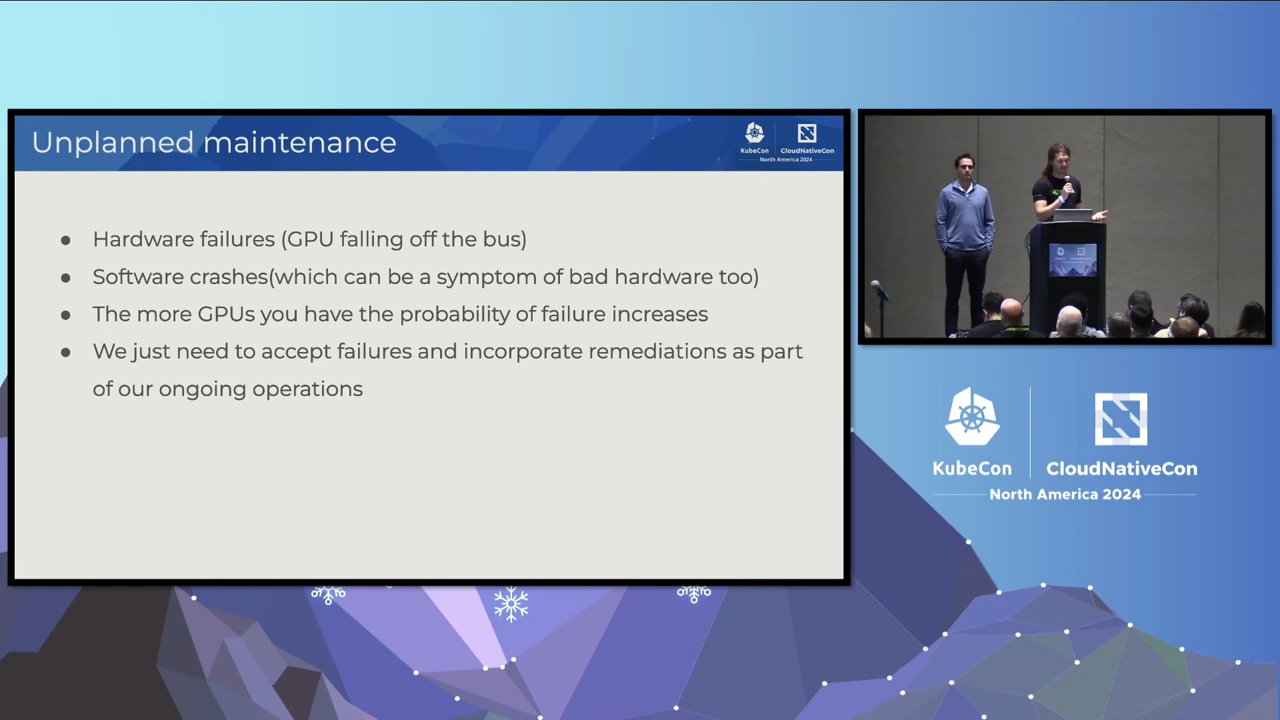 Unplanned maintenance
KubeCon
CloudNativeCon
North America 2024
● Hardware failures (GPU falling off the bus)
● Software crashes(which can be a symptom of bad hardware too)
● The more GPUs you have the probability of failure increases
● We just need to accept failures and incorporate remediations as part
of our ongoing operations
KubeCon
CloudNativeCon
North America 2024